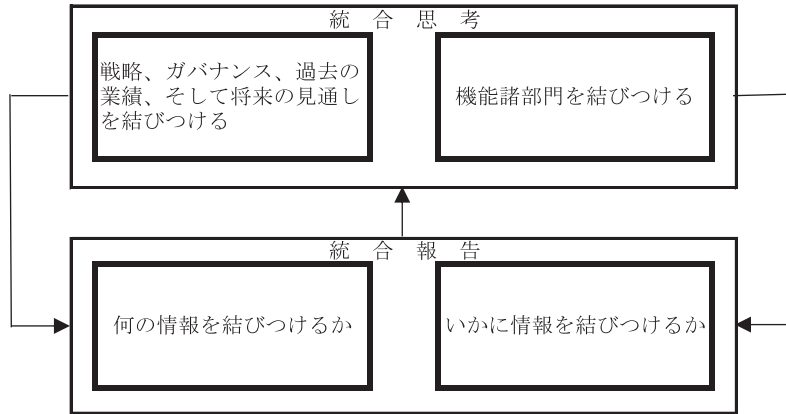 統合思考
戦略、ガバナンス、過去の
業績、そして将来の見通し
を結びつける
機能諸部門を結びつける
統合報告
何の情報を結びつけるか
いかに情報を結びつけるか